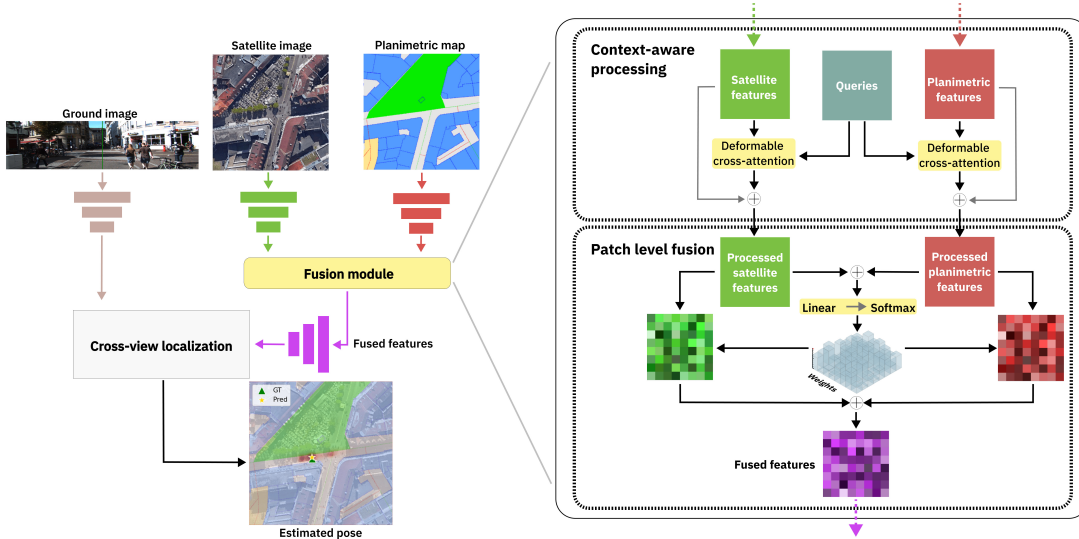 Ground image
Satellite image
Planimetric map
Fusion module
Fused features
Cross-view localization
GT
Pred
Estimated pose
Context-aware
processing
Satellite
features
Queries
Planimetric
features
Deformable
cross-attention
Deformable
cross-attention
Patch level fusion
Processed
satellite
features
Processed
planimetric
features
Linear
Softmax
Weights
Fused features